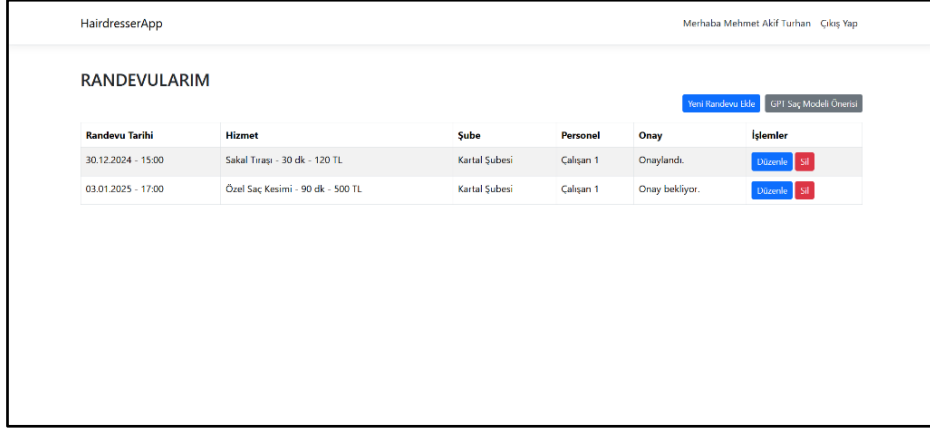 HairdresserApp Merhaba Mehmet Akif Turhan Çıkış Yap
RANDEVULARIM
Yeni Randevu Ekle GPT Saç Modeli Önerisi
Randevu Tarihi Hizmet Şube Personel Onay İşlemler
30.12.2024 - 15:00 Sakal Tıraşı - 30 dk - 120 TL Kartal Şubesi Çalışan 1 Onaylandı. Düzenle Sil
03.01.2025 - 17:00 Özel Saç Kesimi - 90 dk - 500 TL Kartal Şubesi Çalışan 1 Onay bekliyor. Düzenle Sil